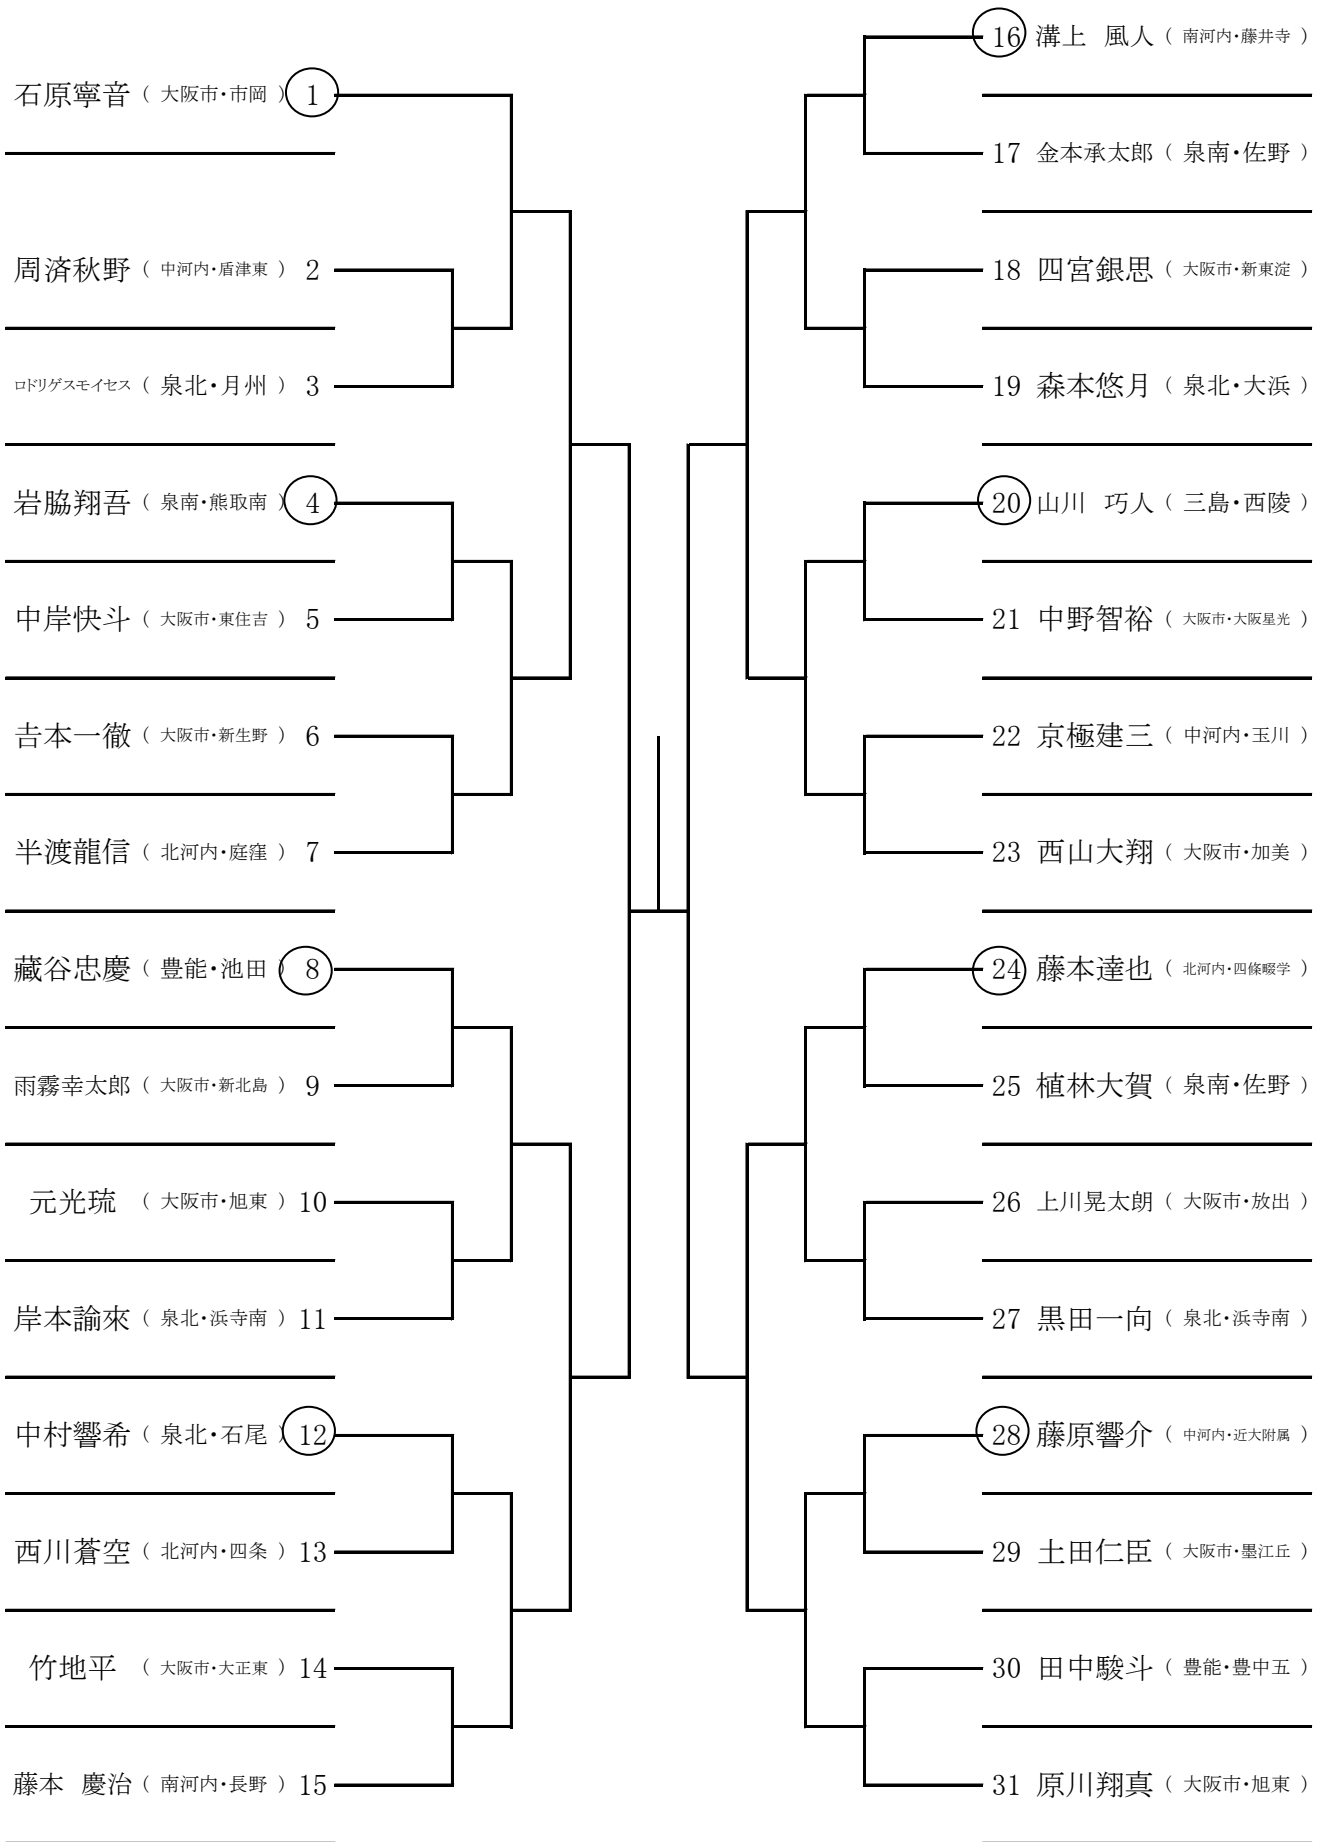 石原寧音 （ 大阪市・市岡 ） 1
周済秋野 （ 中河内・盾津東 ） 2
ロドリゲスモイセス （ 泉北・月州 ） 3
岩脇翔吾 （ 泉南・熊取南 ） 4
中岸快斗 （ 大阪市・東住吉 ） 5
𠮷本一徹 （ 大阪市・新生野 ） 6
半渡龍信 （ 北河内・庭窪 ） 7
藏谷忠慶 （ 豊能・池田 ） 8
雨霧幸太郎 （ 大阪市・新北島 ） 9
元光琉 （ 大阪市・旭東 ） 10
岸本諭來 （ 泉北・浜寺南 ） 11
中村響希 （ 泉北・石尾 ） 12
西川蒼空 （ 北河内・四条 ） 13
竹地平 （ 大阪市・大正東 ） 14
藤本 慶治 （ 南河内・長野 ） 15
16 溝上 風人 （ 南河内・藤井寺 ）
17 金本承太郎 （ 泉南・佐野 ）
18 四宮銀思 （ 大阪市・新東淀 ）
19 森本悠月 （ 泉北・大浜 ）
20 山川 巧人 （ 三島・西陵 ）
21 中野智裕 （ 大阪市・大阪星光 ）
22 京極建三 （ 中河内・玉川 ）
23 西山大翔 （ 大阪市・加美 ）
24 藤本達也 （ 北河内・四條畷学 ）
25 植林大賀 （ 泉南・佐野 ）
26 上川晃太朗 （ 大阪市・放出 ）
27 黒田一向 （ 泉北・浜寺南 ）
28 藤原響介 （ 中河内・近大附属 ）
29 土田仁臣 （ 大阪市・墨江丘 ）
30 田中駿斗 （ 豊能・豊中五 ）
31 原川翔真 （ 大阪市・旭東 ）